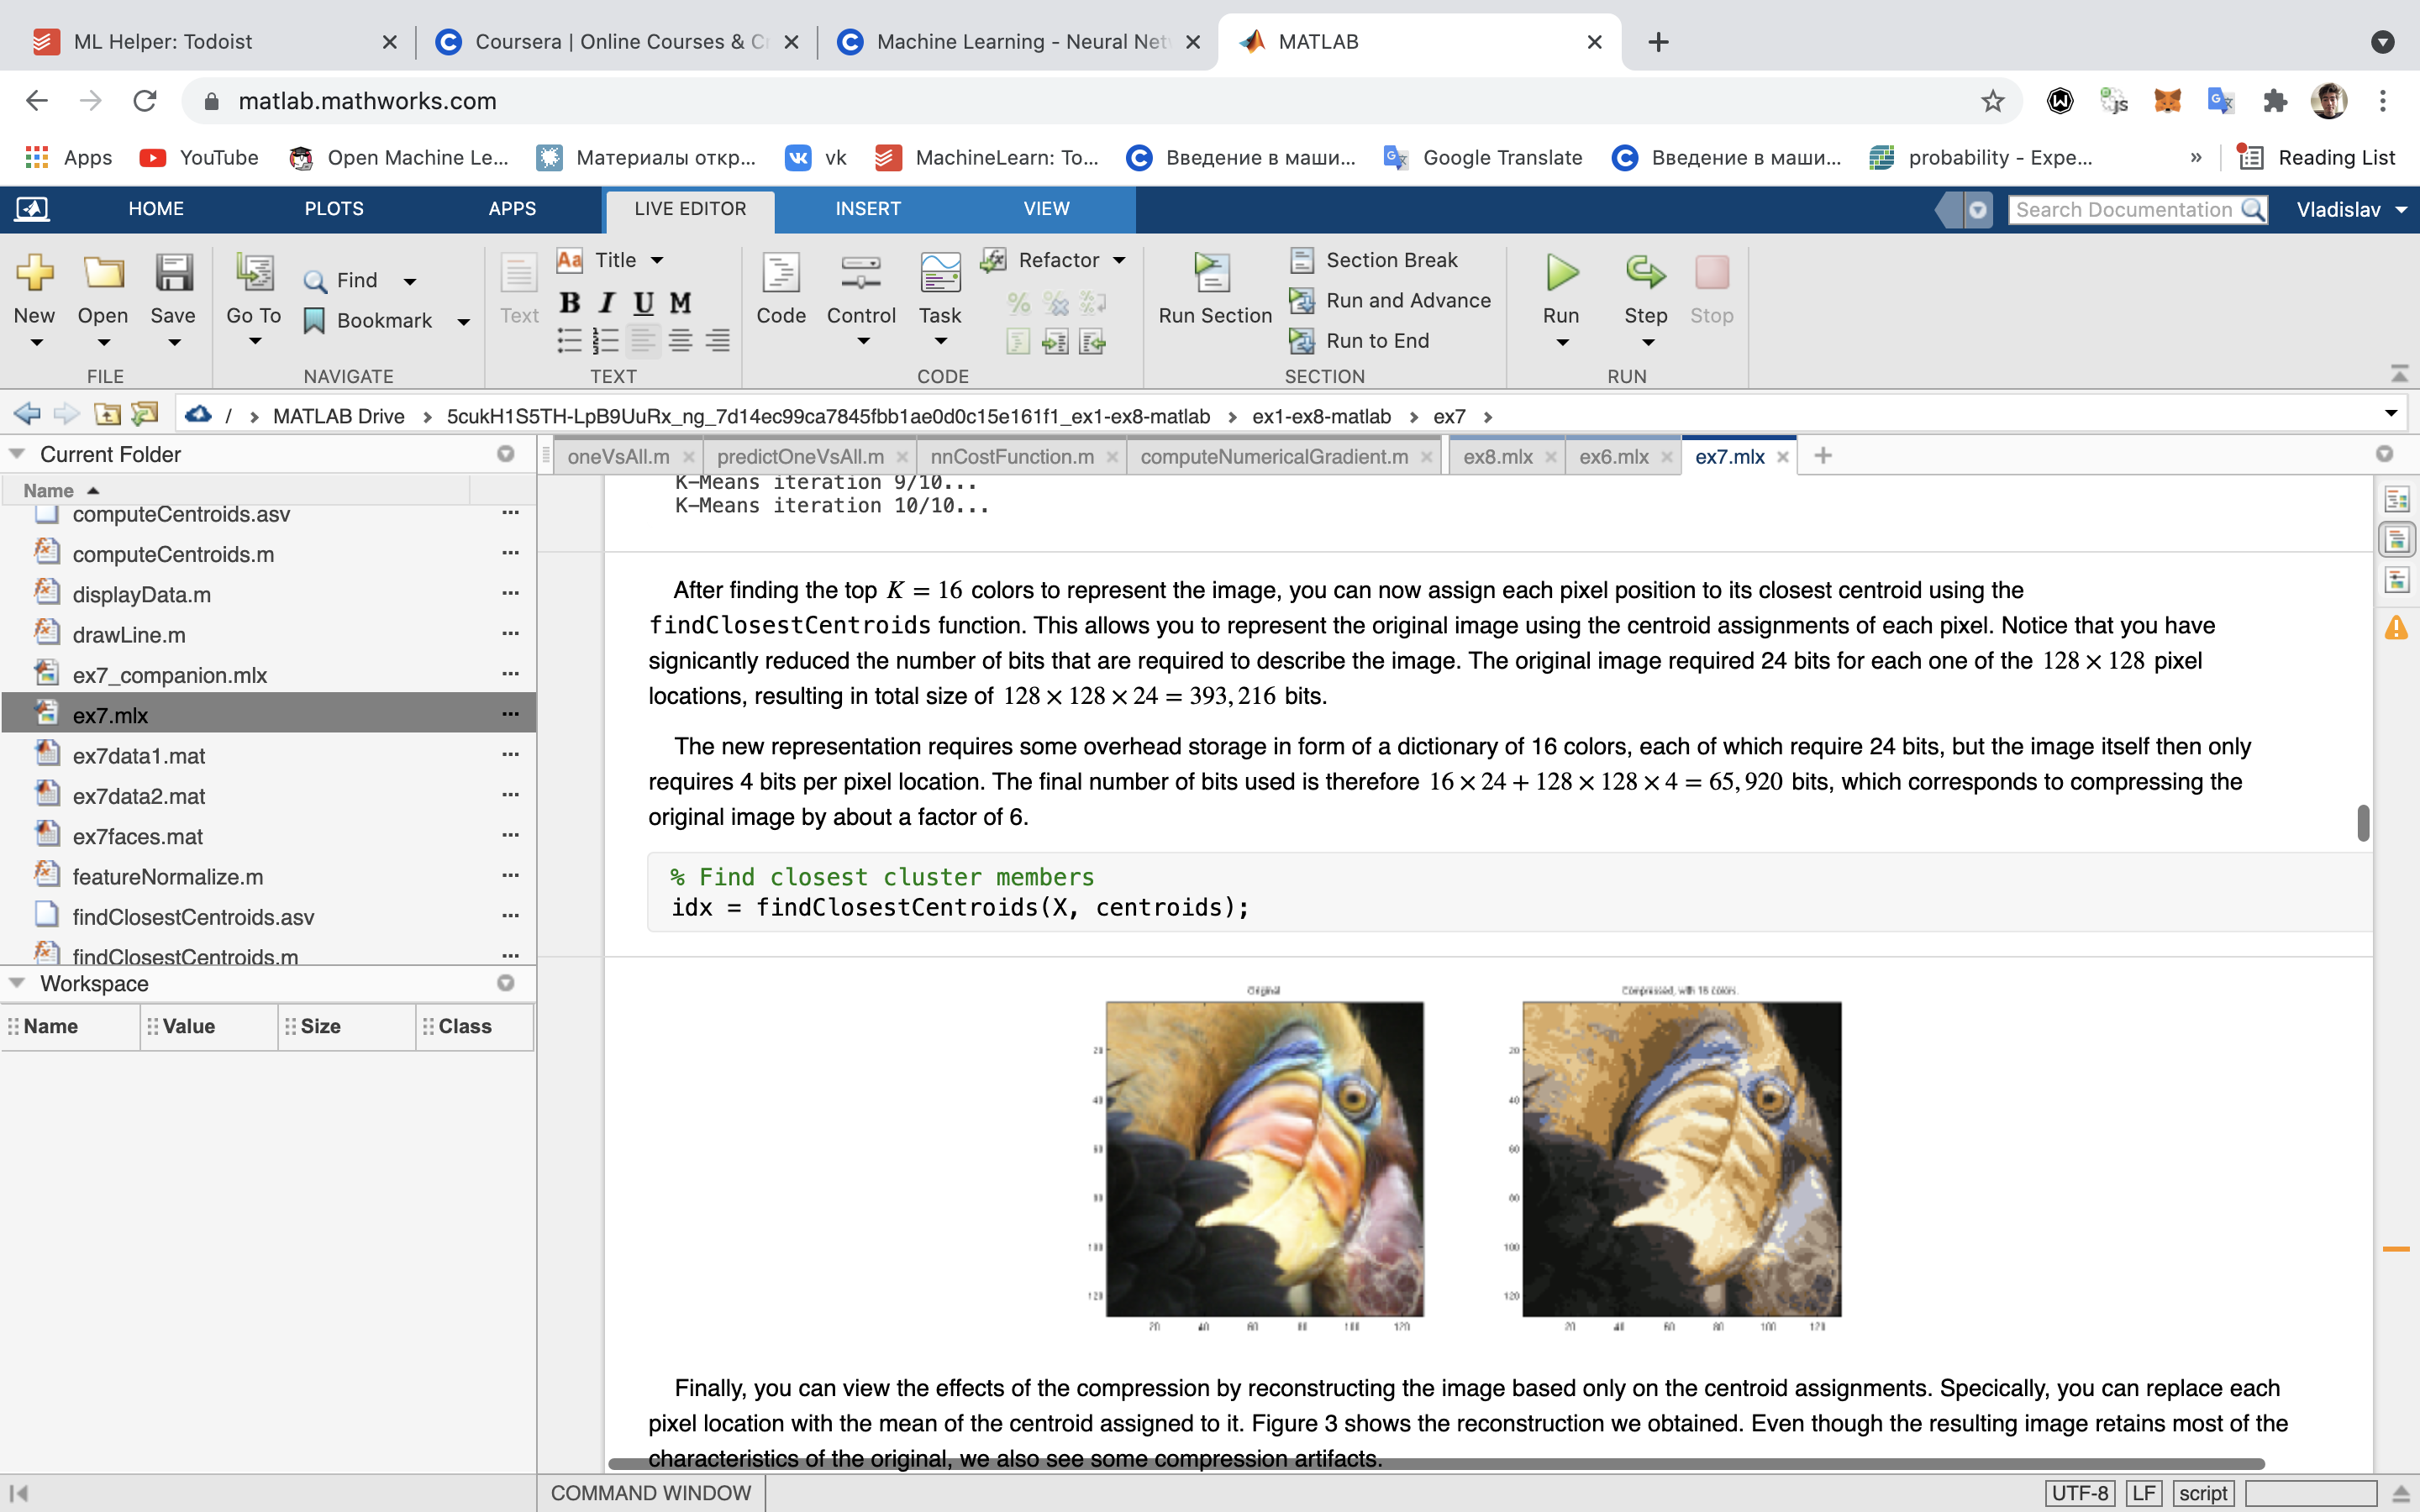 ML Helper: Todoist
Coursera | Online Courses & Cr
Machine Learning - Neural Net
MATLAB
matlab.mathworks.com
Apps
YouTube
Open Machine Le...
Материалы откр...
vk
MachineLearn: To...
Введение в маши...
Google Translate
Введение в маши...
probability - Expe...
»
Reading List
HOME
PLOTS
APPS
LIVE EDITOR
INSERT
VIEW
Search Documentation
Vladislav
New
Open
Save
FILE
Go To
Find
Bookmark
NAVIGATE
Text
Aa Title
B I U M
TEXT
Code
Control
Task
Refactor
CODE
Run Section
Section Break
Run and Advance
Run to End
SECTION
Run
Step
Stop
RUN
/ › MATLAB Drive › 5cukH1S5TH-LpB9UuRx_ng_7d14ec99ca7845fbb1ae0d0c15e161f1_ex1-ex8-matlab › ex1-ex8-matlab › ex7 ›
Current Folder
Name
computeCentroids.asv
computeCentroids.m
displayData.m
drawLine.m
ex7_companion.mlx
ex7.mlx
ex7data1.mat
ex7data2.mat
ex7faces.mat
featureNormalize.m
findClosestCentroids.asv
findClosestCentroids.m
Workspace
Name Value Size Class
oneVsAll.m
predictOneVsAll.m
nnCostFunction.m
computeNumericalGradient.m
ex8.mlx
ex6.mlx
ex7.mlx
K-Means iteration 9/10...
K-Means iteration 10/10...
After finding the top K = 16 colors to represent the image, you can now assign each pixel position to its closest centroid using the
findClosestCentroids function. This allows you to represent the original image using the centroid assignments of each pixel. Notice that you have
signicantly reduced the number of bits that are required to describe the image. The original image required 24 bits for each one of the 128 × 128 pixel
locations, resulting in total size of 128 × 128 × 24 = 393, 216 bits.
The new representation requires some overhead storage in form of a dictionary of 16 colors, each of which require 24 bits, but the image itself then only
requires 4 bits per pixel location. The final number of bits used is therefore 16 × 24 + 128 × 128 × 4 = 65, 920 bits, which corresponds to compressing the
original image by about a factor of 6.
% Find closest cluster members
idx = findClosestCentroids(X, centroids);
Original
20
40
60
80
100
120
20 40 60 80 100 120
Compressed, with 16 colors.
20
40
60
80
100
120
20 40 60 80 100 120
Finally, you can view the effects of the compression by reconstructing the image based only on the centroid assignments. Specically, you can replace each
pixel location with the mean of the centroid assigned to it. Figure 3 shows the reconstruction we obtained. Even though the resulting image retains most of the
characteristics of the original, we also see some compression artifacts.
COMMAND WINDOW
UTF-8
LF
script